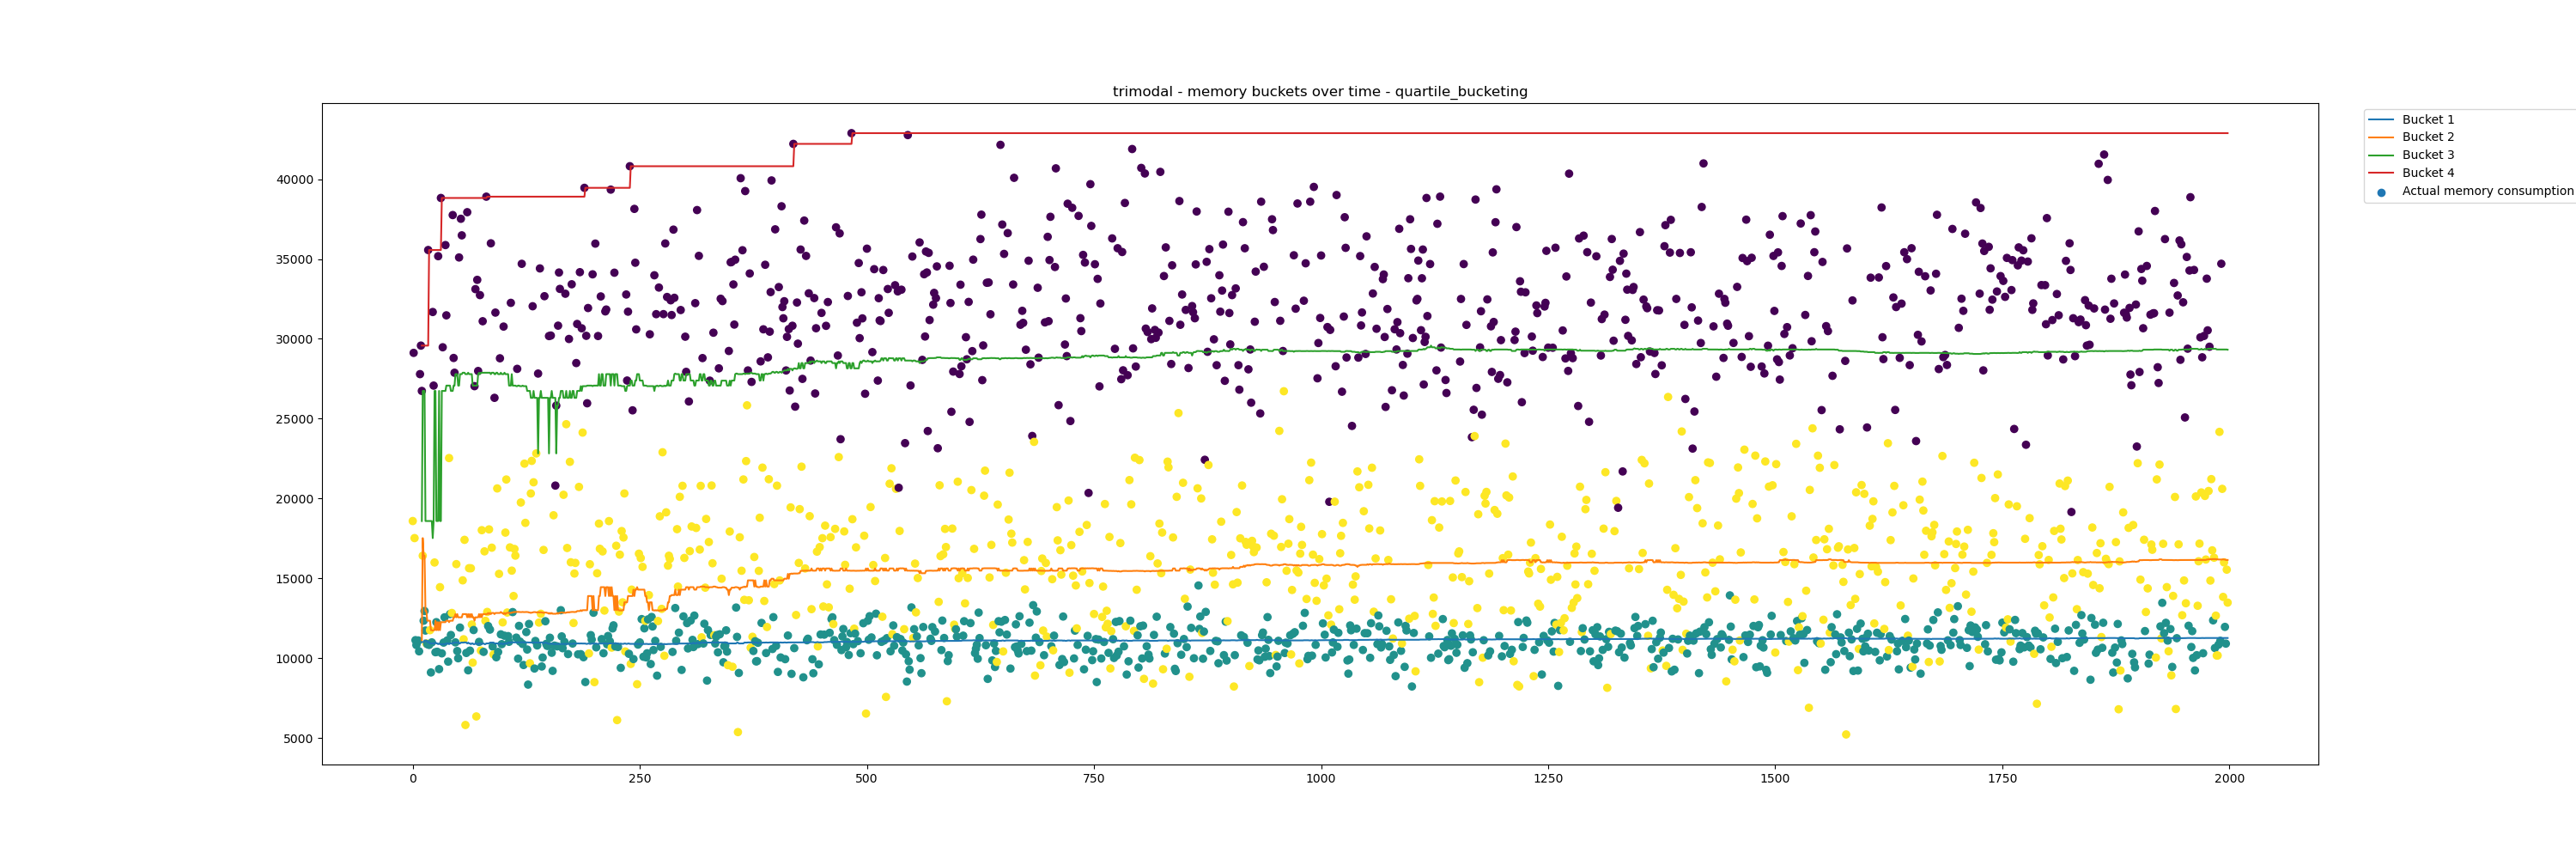 trimodal - memory buckets over time - quartile_bucketing
Bucket 1
Bucket 2
Bucket 3
Bucket 4
Actual memory consumption
40000
35000
30000
25000
20000
15000
10000
5000
0 250 500 750 1000 1250 1500 1750 2000